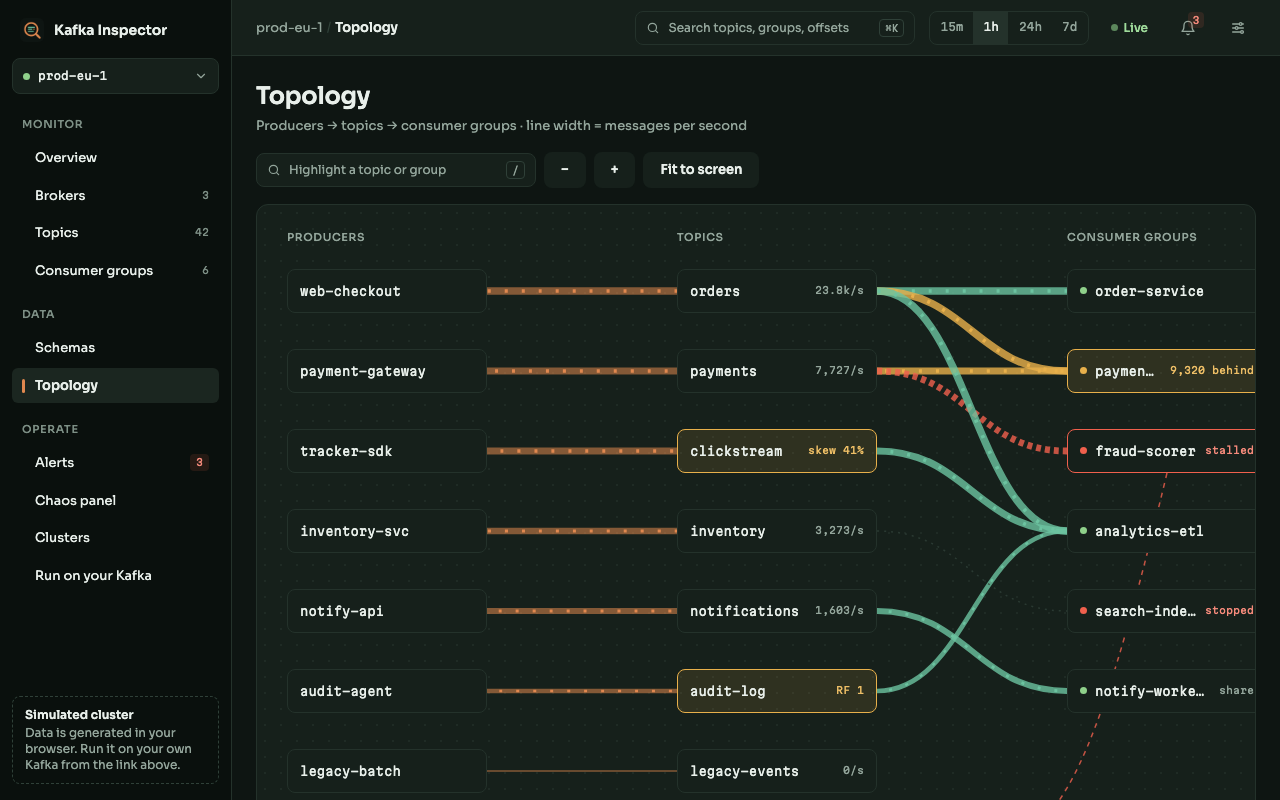 Kafka Inspector
prod-eu-1
MONITOR
Overview
Brokers 3
Topics 42
Consumer groups 6
DATA
Schemas
Topology
OPERATE
Alerts 3
Chaos panel
Clusters
Run on your Kafka
Simulated cluster
Data is generated in your
browser. Run it on your own
Kafka from the link above.
prod-eu-1 / Topology
Search topics, groups, offsets ⌘K
15m 1h 24h 7d
Live
3
Topology
Producers → topics → consumer groups · line width = messages per second
Highlight a topic or group /
− + Fit to screen
PRODUCERS TOPICS CONSUMER GROUPS
web-checkout orders 23.8k/s order-service
payment-gateway payments 7,727/s paymen… 9,320 behind
tracker-sdk clickstream skew 41% fraud-scorer stalled
inventory-svc inventory 3,273/s analytics-etl
notify-api notifications 1,603/s search-inde… stopped
audit-agent audit-log RF 1 notify-worke… share
legacy-batch legacy-events 0/s